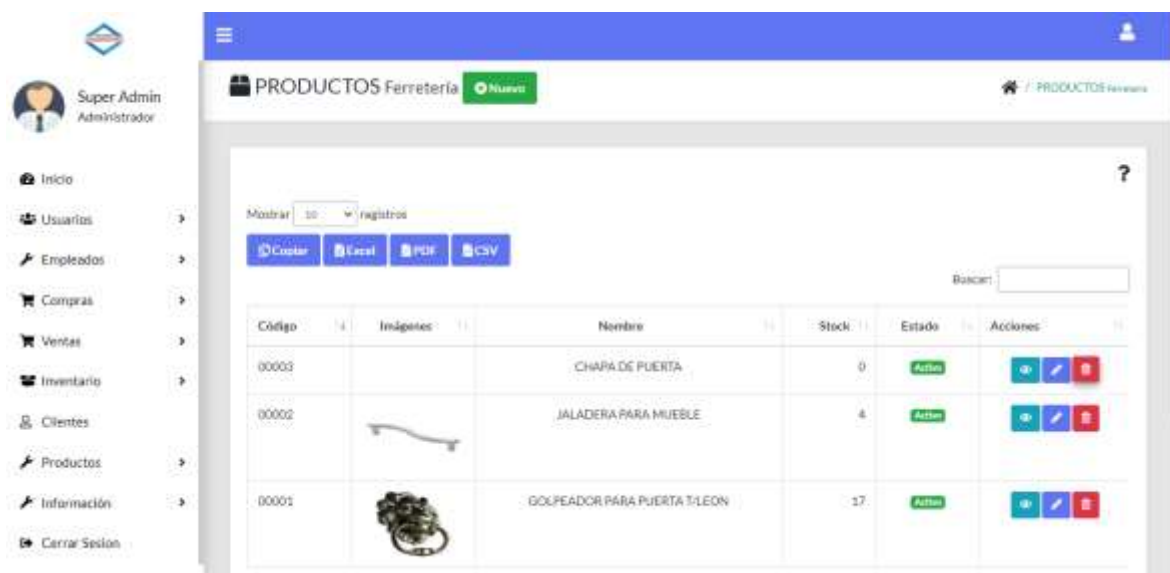 Super Admin
Administrador
Inicio
Usuarios
Empleados
Compras
Ventas
Inventario
Clientes
Productos
Información
Cerrar Sesion
PRODUCTOS Ferretería Nuevo
/ PRODUCTOS Ferretería
?
Mostrar 10 registros
Copiar Excel PDF CSV
Buscar:
Código Imágenes Nombre Stock Estado Acciones
00003 CHAPA DE PUERTA 0 Activo
00002 JALADERA PARA MUEBLE 4 Activo
00001 GOLPEADOR PARA PUERTA T/LEON 17 Activo